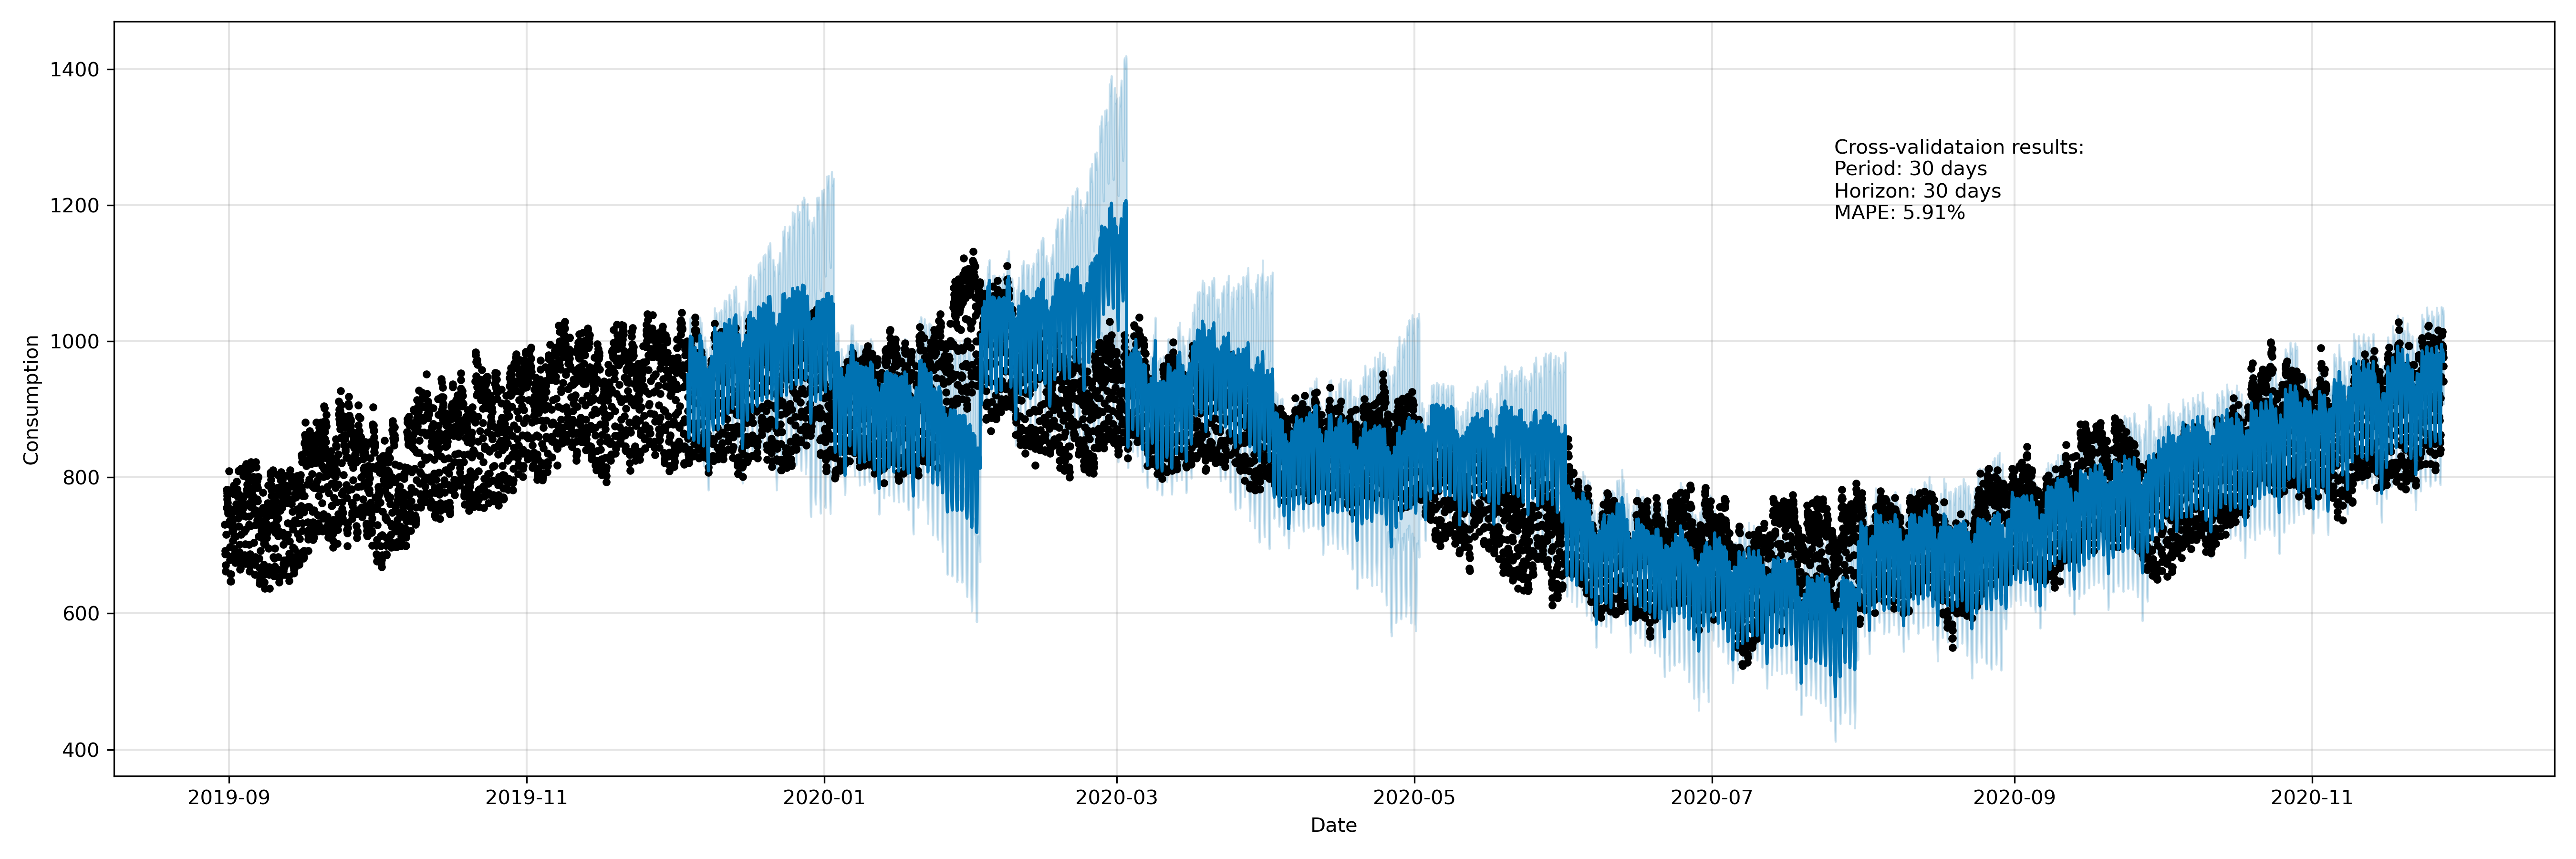 1400
1200
1000
800
600
400
Consumption
Cross-validataion results:
Period: 30 days
Horizon: 30 days
MAPE: 5.91%
2019-09
2019-11
2020-01
2020-03
2020-05
2020-07
2020-09
2020-11
Date